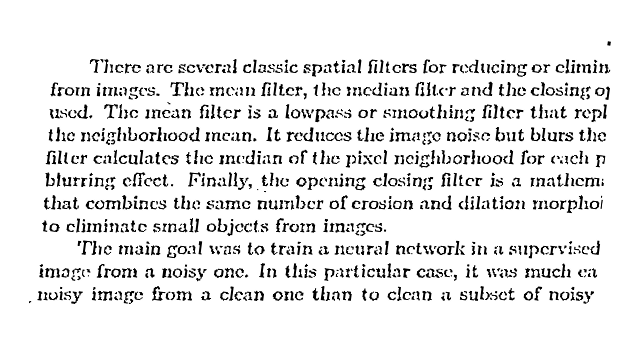 There are several classic spatial filters for reducing or elimin
from images. The mean filter, the median filter and the closing o
used. The mean filter is a lowpass or smoothing filter that repl
the neighborhood mean. It reduces the image noise but blurs the
filter calculates the median of the pixel neighborhood for each p
blurring effect. Finally, the opening closing filter is a mathem
that combines the same number of erosion and dilation morphol
to eliminate small objects from images.
The main goal was to train a neural network in a supervised
image from a noisy one. In this particular case, it was much ea
noisy image from a clean one than to clean a subset of noisy